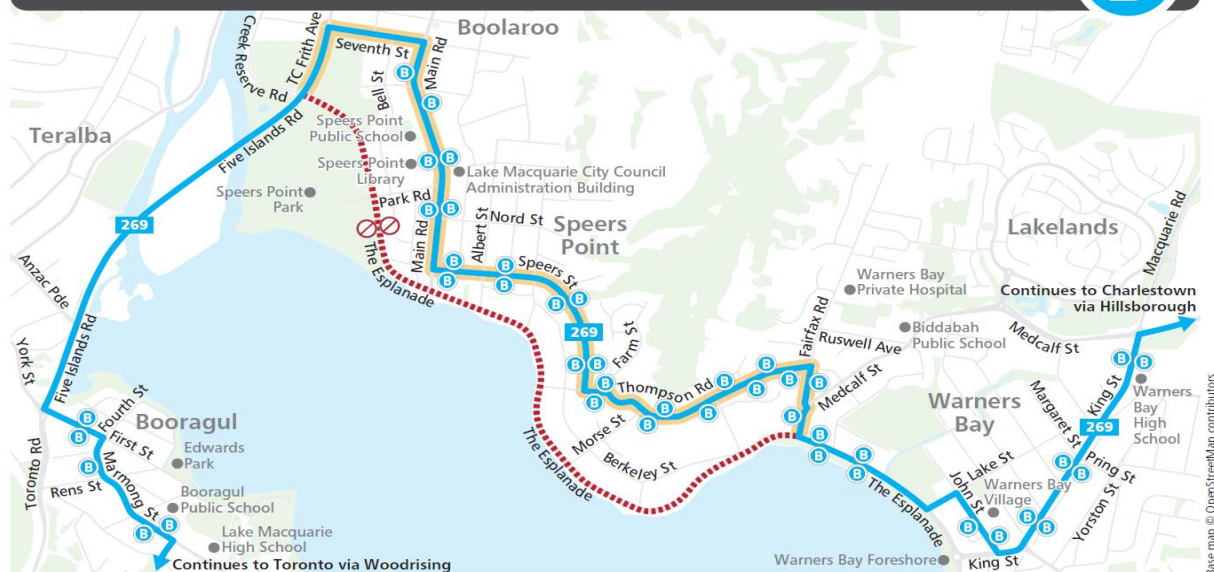 B
Boolaroo
Creek Reserve Rd
TC Frith Ave
Seventh St
Main Rd
Bell St
Teralba
Five Islands Rd
Speers Point
Public School
Speers Point
Library
Lake Macquarie City Council
Administration Building
Speers Point
Park
Park Rd
Albert St
Nord St
Speers
Point
Lakelands
Macquarie Rd
269
Main Rd
The Esplanade
Speers St
Anzac Pde
Warners Bay
Private Hospital
Continues to Charlestown
via Hillsborough
269
Farm St
Fairfax Rd
Ruswell Ave
Biddabah
Public School
Medcalf St
York St
Five Islands Rd
Thompson Rd
Medcalf St
Warners
Bay
Margaret St
King St
Warners
Bay
High
School
269
Fourth St
Booragul
First St
Edwards
Park
Morse St
Berkeley St
The Esplanade
Toronto Rd
Rens St
Marmong St
Booragul
Public School
Lake Macquarie
High School
Continues to Toronto via Woodrising
The Esplanade
Lake St
John St
Warners Bay
Village
Pring St
Yorston St
King St
Warners Bay Foreshore
Base map © OpenStreetMap contributors